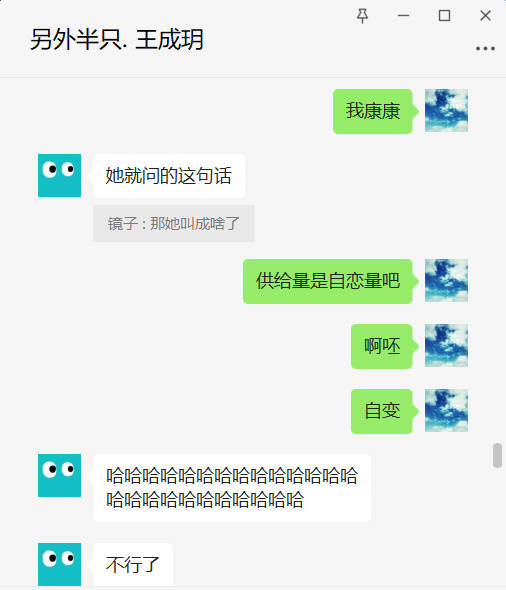 另外半只. 王成玥
我康康
她就问的这句话
镜子 : 那她叫成啥了
供给量是自恋量吧
啊呸
自变
哈哈哈哈哈哈哈哈哈哈哈哈哈哈
哈哈哈哈哈哈哈哈哈哈哈
不行了